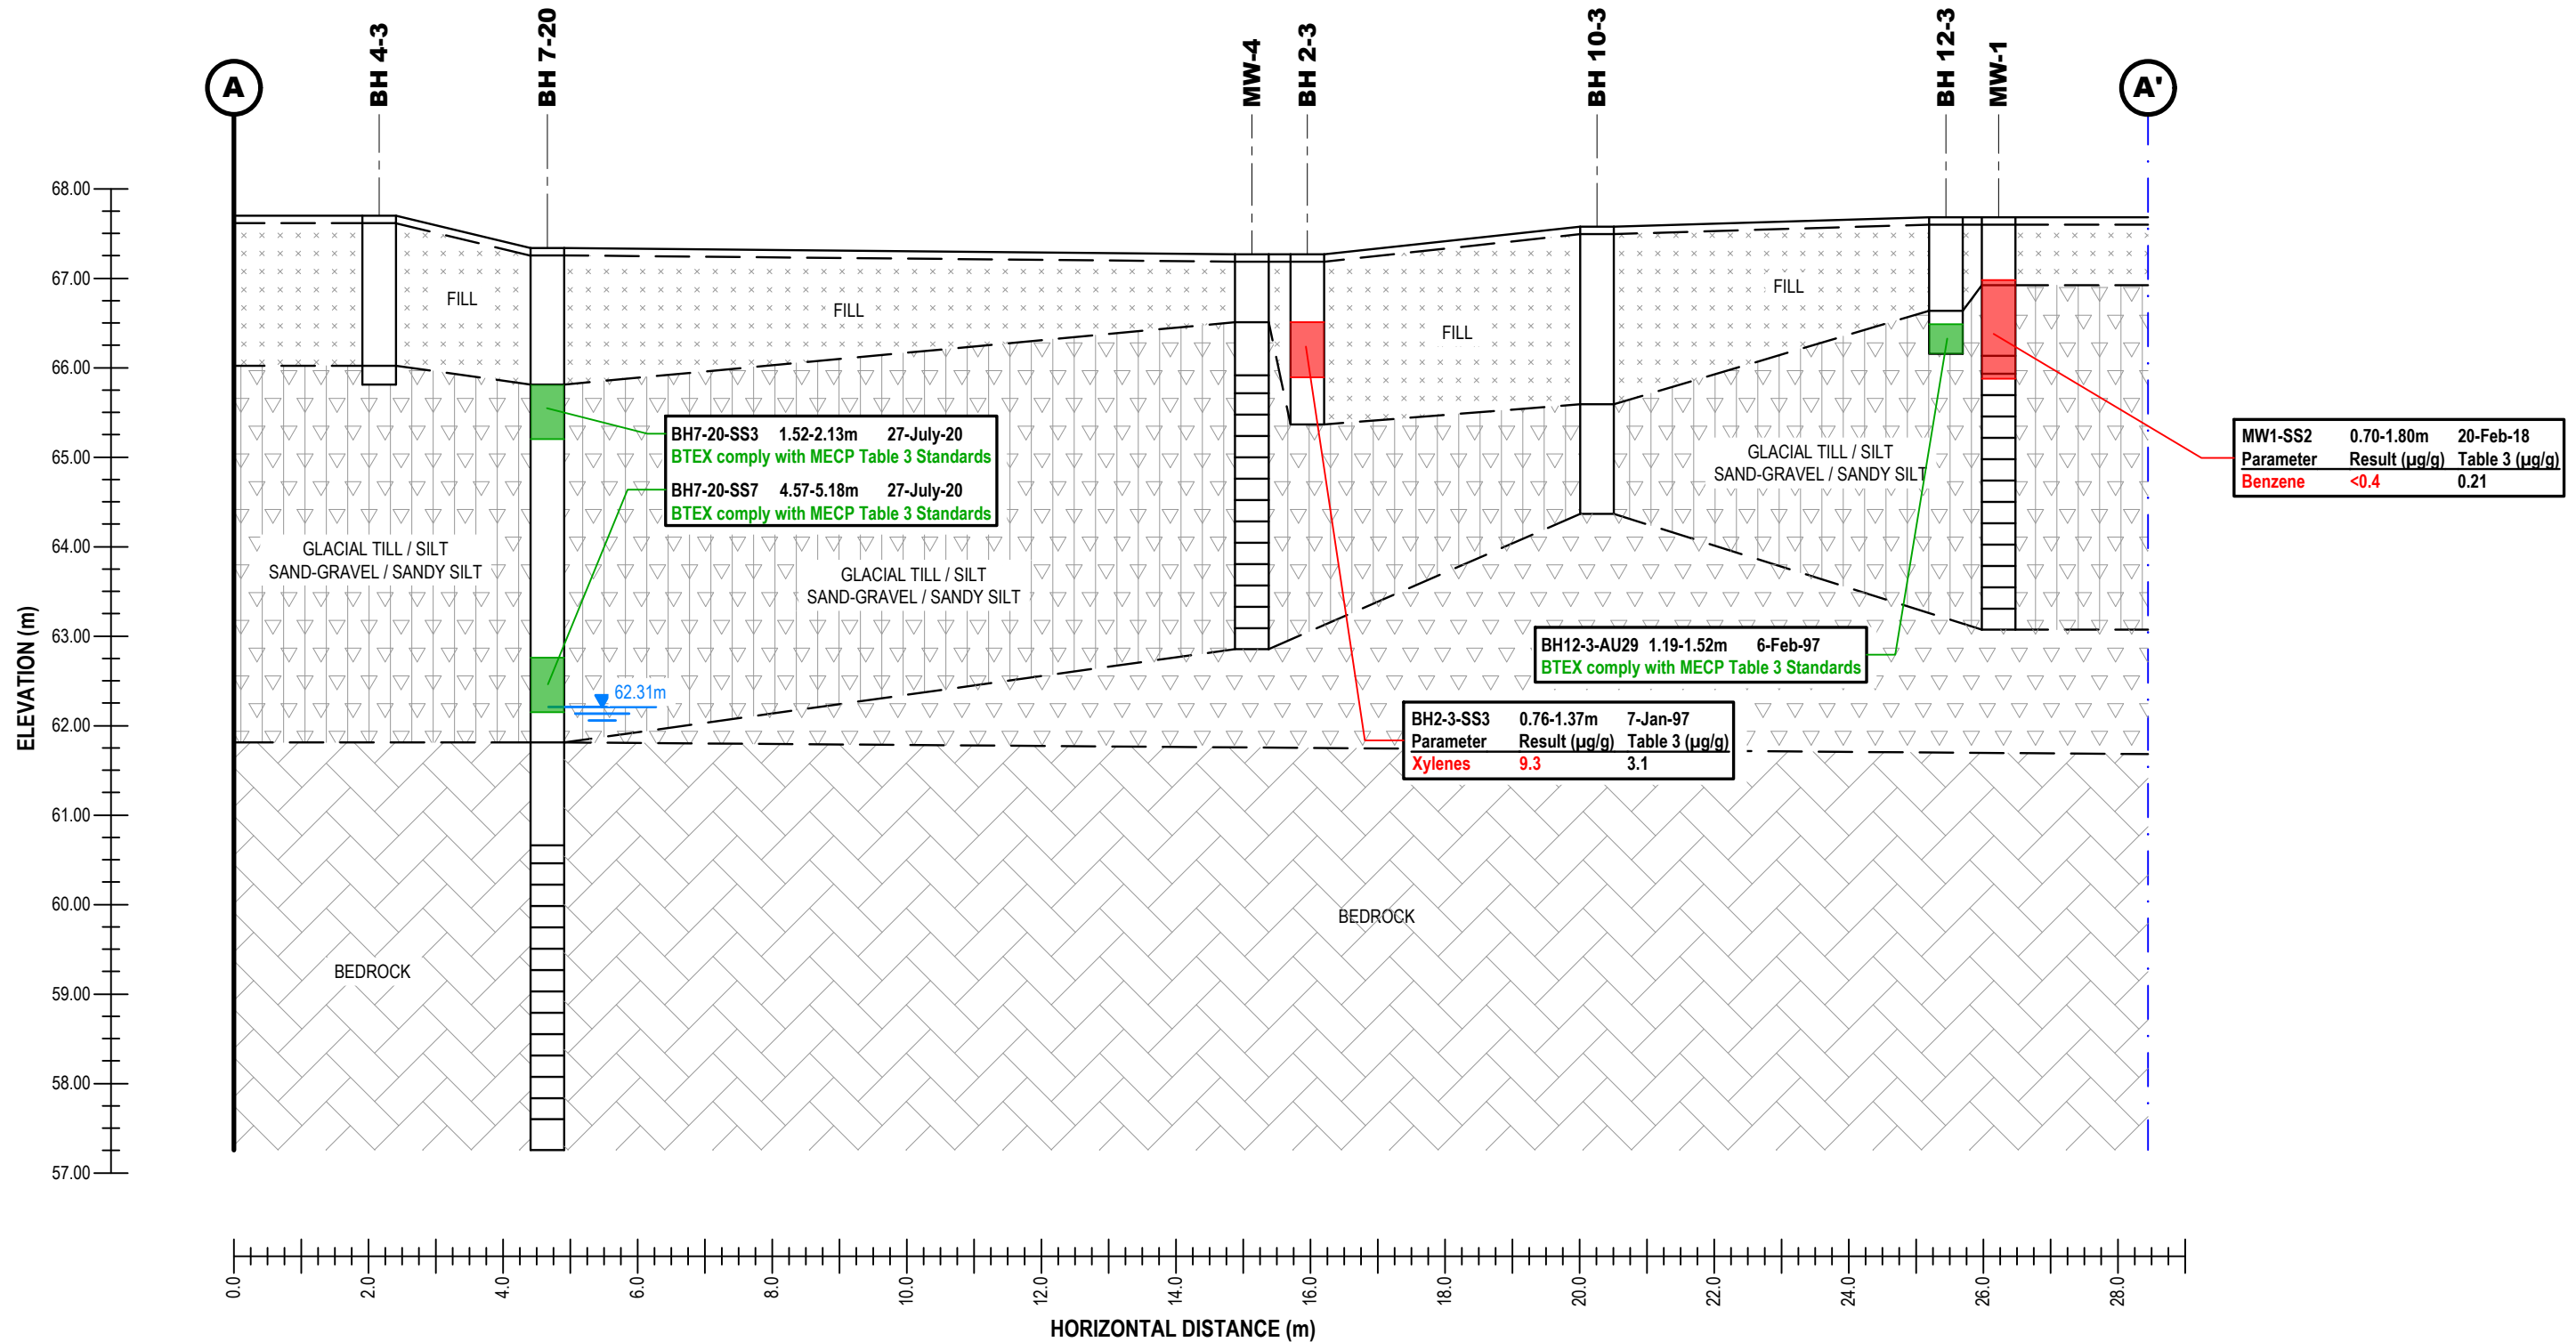 A
BH 4-3
BH 7-20
MW-4
BH 2-3
BH 10-3
BH 12-3
MW-1
A'
68.00
67.00
66.00
65.00
64.00
63.00
62.00
61.00
60.00
59.00
58.00
57.00
ELEVATION (m)
FILL
FILL
FILL
FILL
BH7-20-SS3 1.52-2.13m 27-July-20
BTEX comply with MECP Table 3 Standards
BH7-20-SS7 4.57-5.18m 27-July-20
BTEX comply with MECP Table 3 Standards
MW1-SS2 0.70-1.80m 20-Feb-18
Parameter Result (µg/g) Table 3 (µg/g)
Benzene <0.4 0.21
GLACIAL TILL / SILT
SAND-GRAVEL / SANDY SILT
GLACIAL TILL / SILT
SAND-GRAVEL / SANDY SILT
GLACIAL TILL / SILT
SAND-GRAVEL / SANDY SILT
62.31m
BH12-3-AU29 1.19-1.52m 6-Feb-97
BTEX comply with MECP Table 3 Standards
BH2-3-SS3 0.76-1.37m 7-Jan-97
Parameter Result (µg/g) Table 3 (µg/g)
Xylenes 9.3 3.1
BEDROCK
BEDROCK
0.0
2.0
4.0
6.0
8.0
10.0
12.0
14.0
16.0
18.0
20.0
22.0
24.0
26.0
28.0
HORIZONTAL DISTANCE (m)